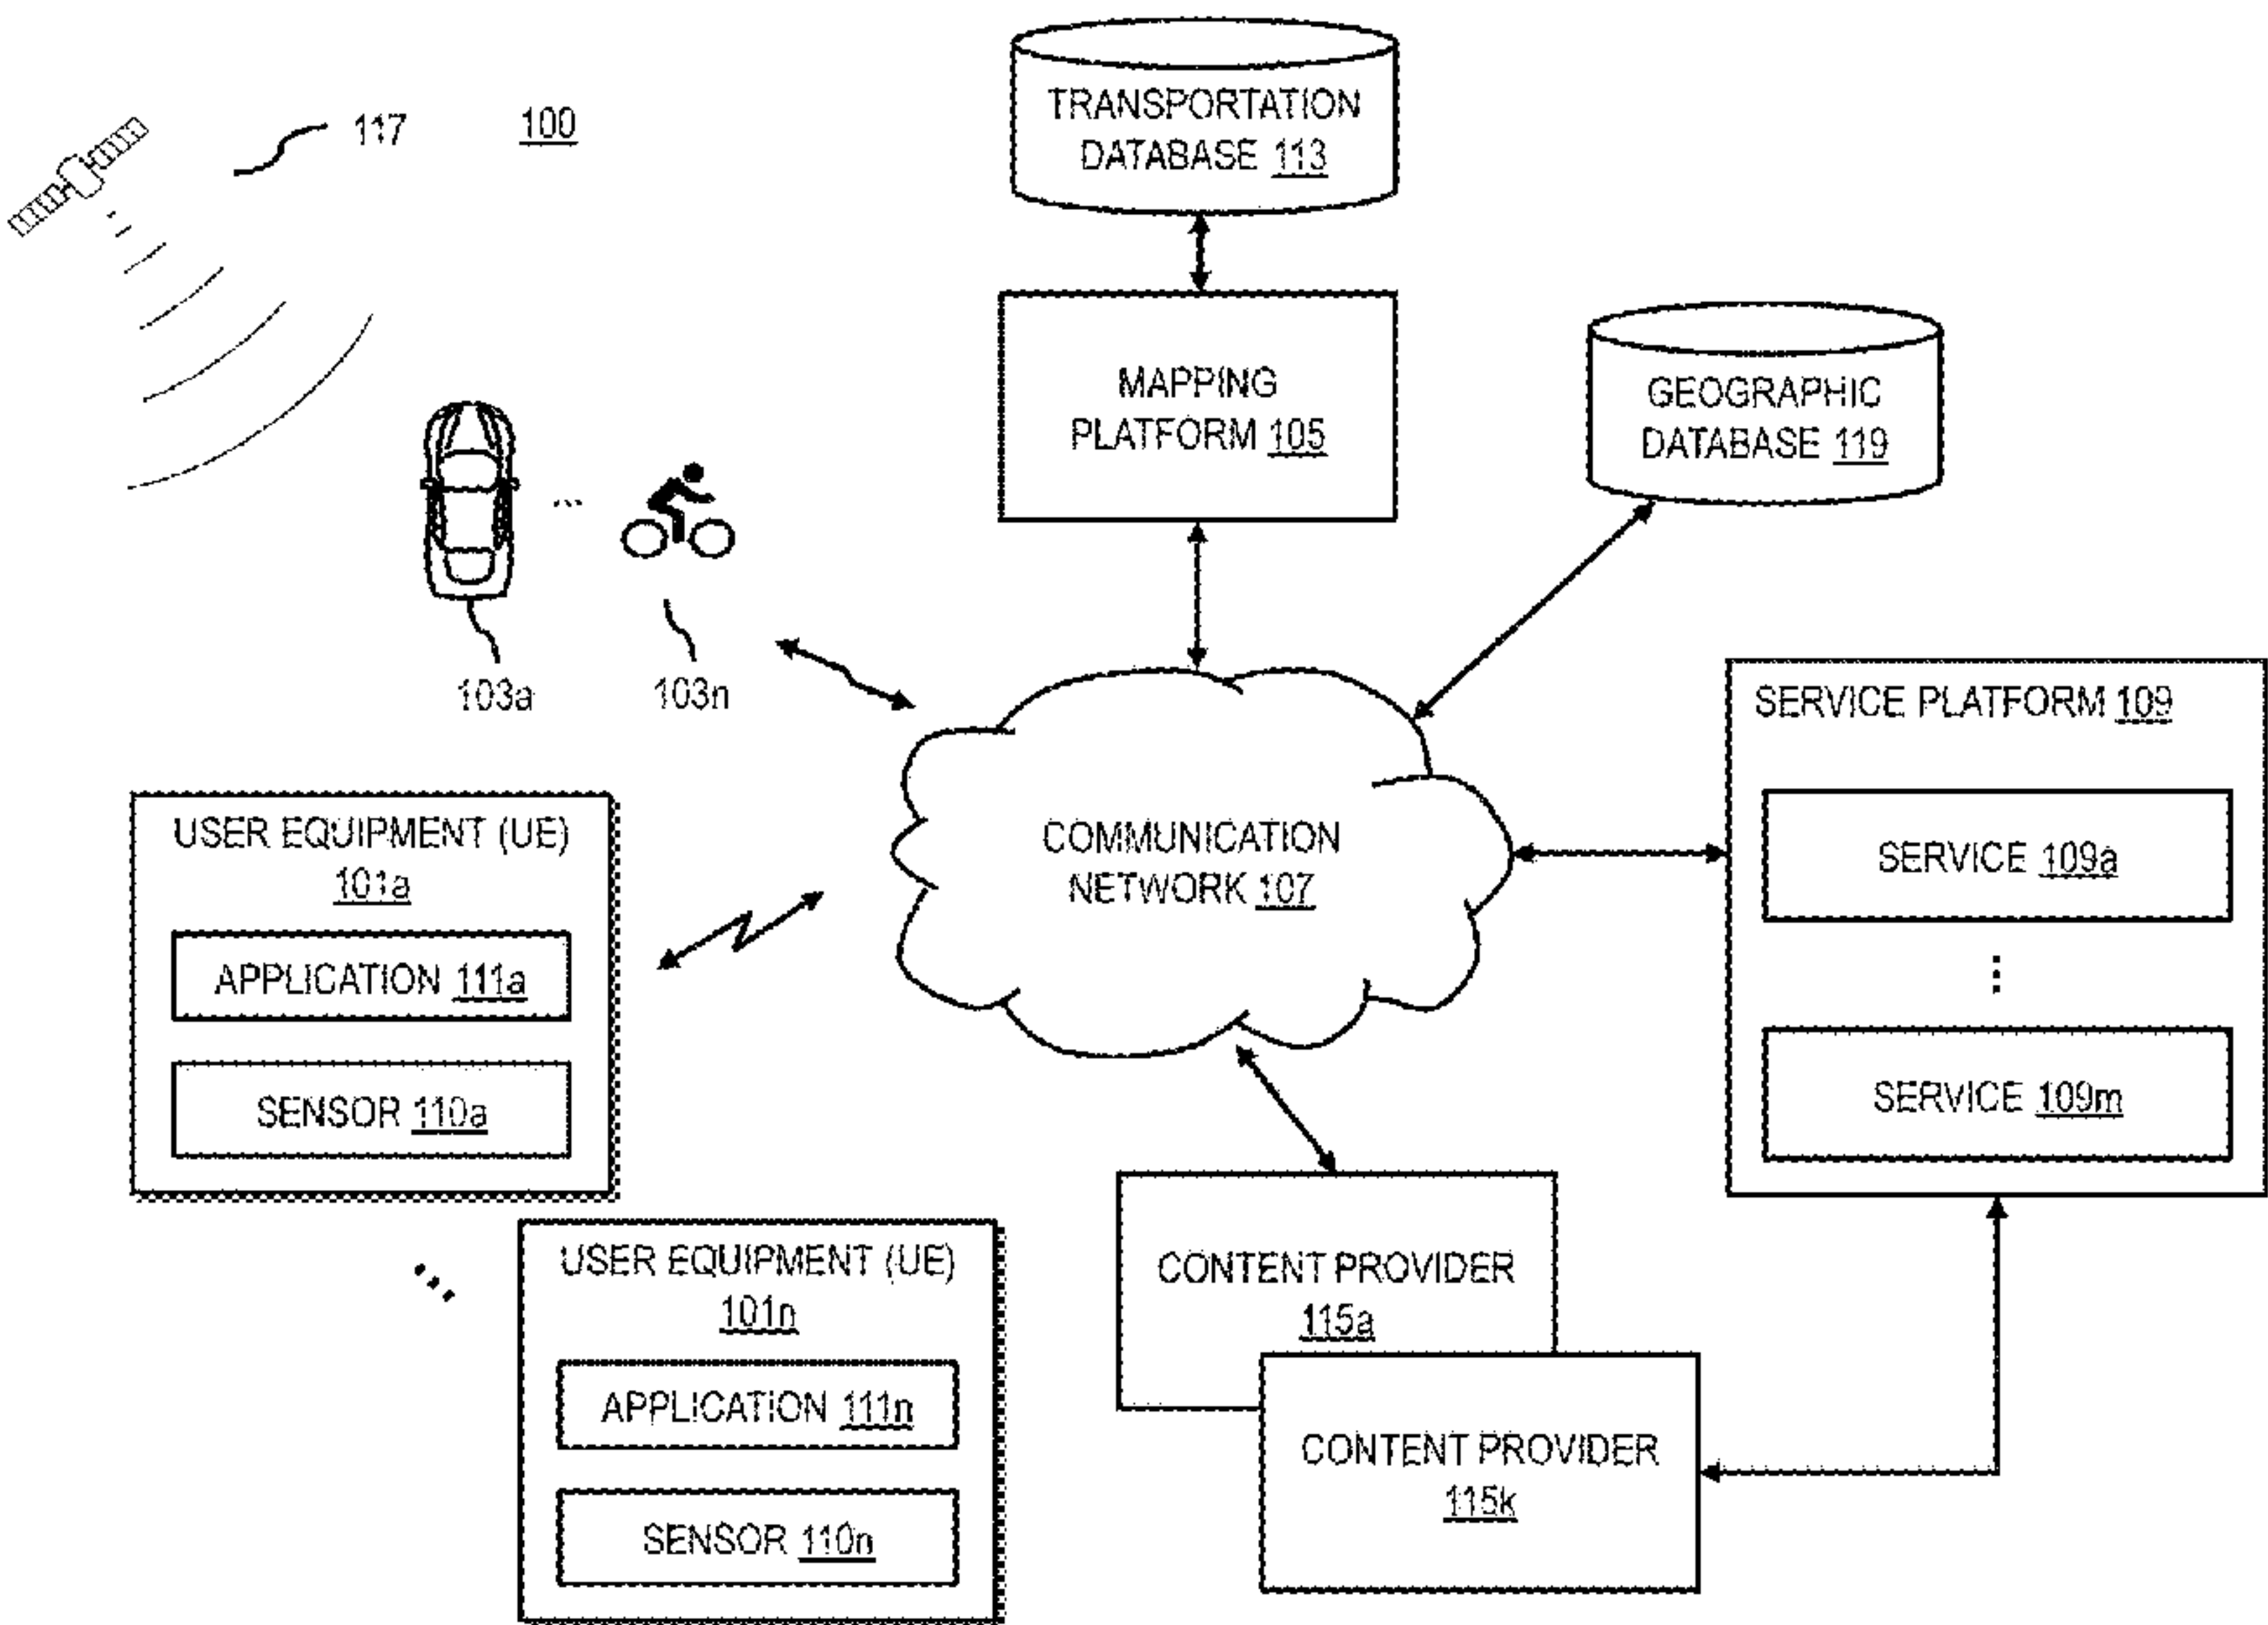 117
100
TRANSPORTATION
DATABASE 113
MAPPING
PLATFORM 105
GEOGRAPHIC
DATABASE 119
...
103a
103n
SERVICE PLATFORM 109
SERVICE 109a
⋮
SERVICE 109m
COMMUNICATION
NETWORK 107
USER EQUIPMENT (UE)
101a
APPLICATION 111a
SENSOR 110a
...
USER EQUIPMENT (UE)
101n
APPLICATION 111n
SENSOR 110n
CONTENT PROVIDER
115a
CONTENT PROVIDER
115k